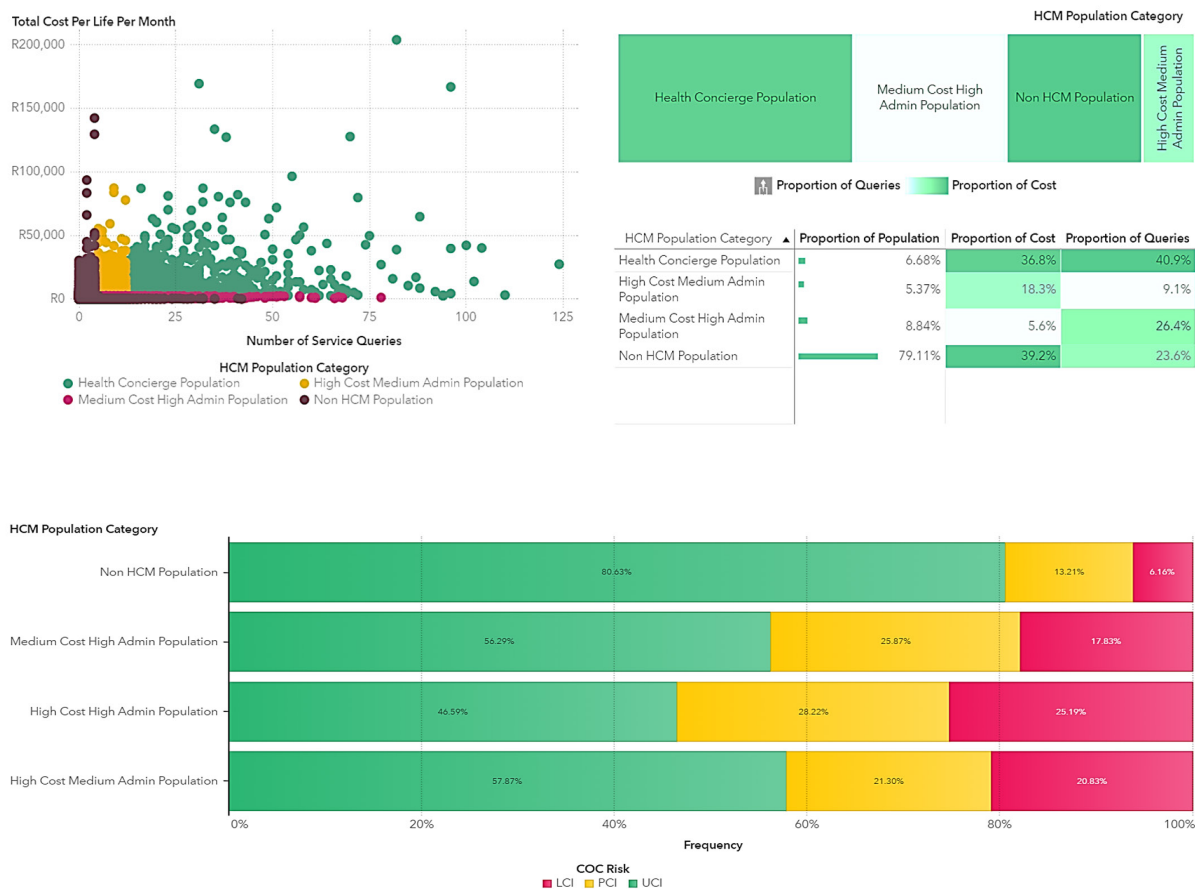 Total Cost Per Life Per Month
R200,000
R150,000
R100,000
R50,000
R0
0 25 50 75 100 125
Number of Service Queries
HCM Population Category
Health Concierge Population High Cost Medium Admin Population
Medium Cost High Admin Population Non HCM Population
HCM Population Category
Health Concierge Population
Medium Cost High
Admin Population
Non HCM Population
High Cost Medium
Admin Population
Proportion of Queries Proportion of Cost
HCM Population Category Proportion of Population Proportion of Cost Proportion of Queries
Health Concierge Population 6.68% 36.8% 40.9%
High Cost Medium Admin
Population 5.37% 18.3% 9.1%
Medium Cost High Admin
Population 8.84% 5.6% 26.4%
Non HCM Population 79.11% 39.2% 23.6%
HCM Population Category
Non HCM Population 80.63% 13.21% 6.16%
Medium Cost High Admin Population 56.29% 25.87% 17.83%
High Cost High Admin Population 46.59% 28.22% 25.19%
High Cost Medium Admin Population 57.87% 21.30% 20.83%
0% 20% 40% 60% 80% 100%
Frequency
COC Risk
LCI PCI UCI